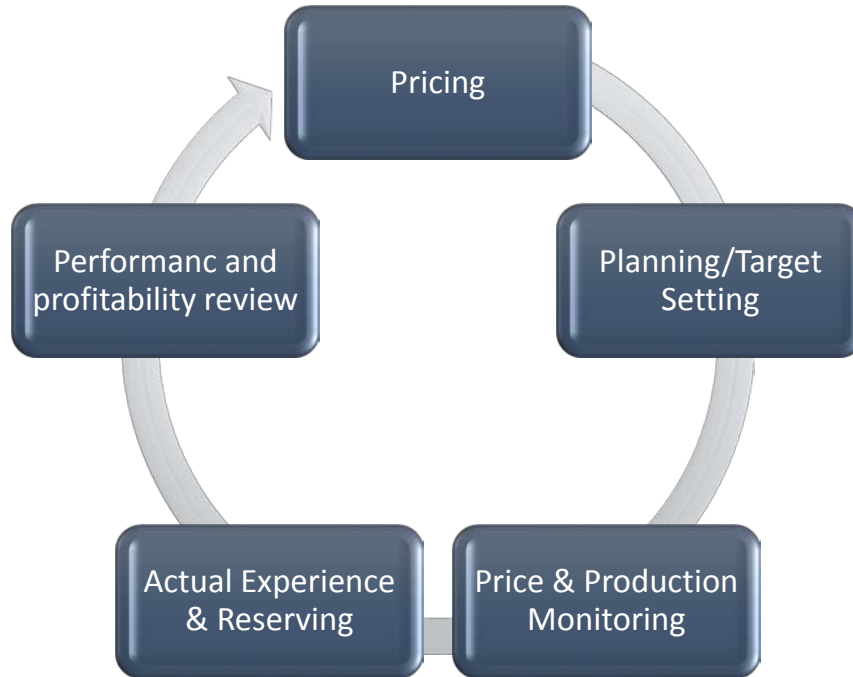 Pricing
Planning/Target
Setting
Price & Production
Monitoring
Actual Experience
& Reserving
Performanc and
profitability review